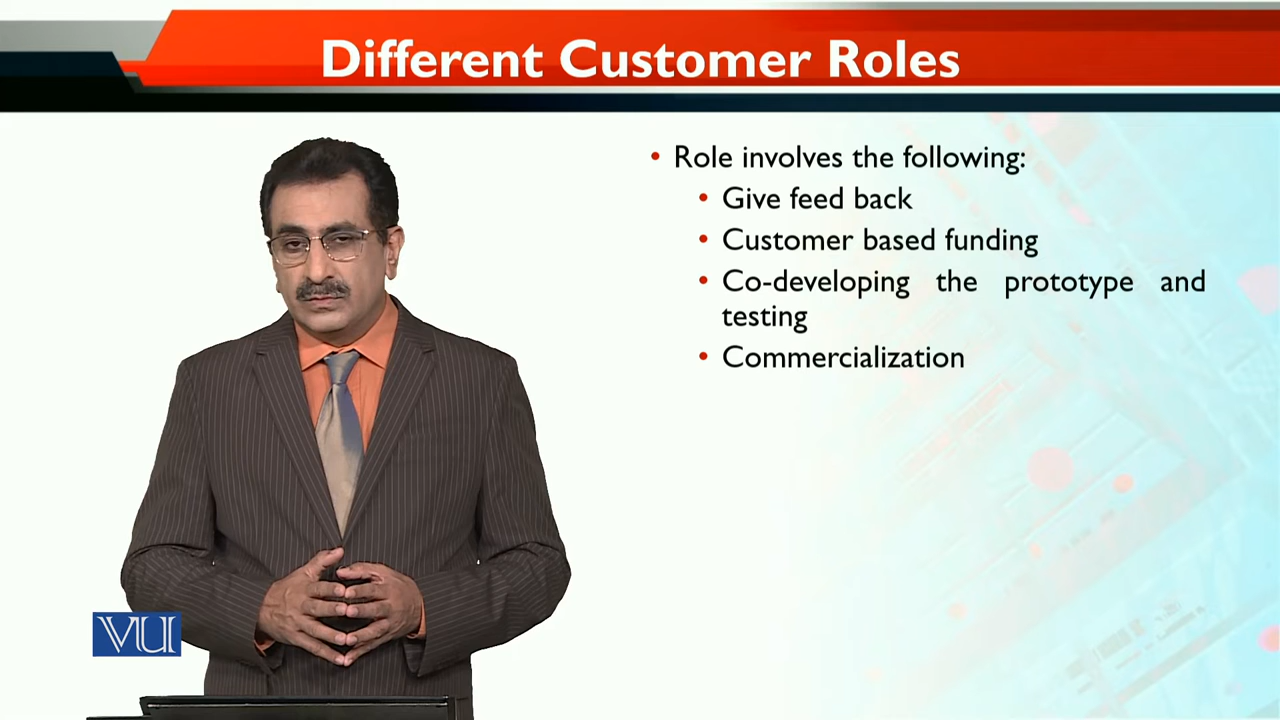 Different Customer Roles
• Role involves the following:
• Give feed back
• Customer based funding
• Co-developing the prototype and
testing
• Commercialization
VU